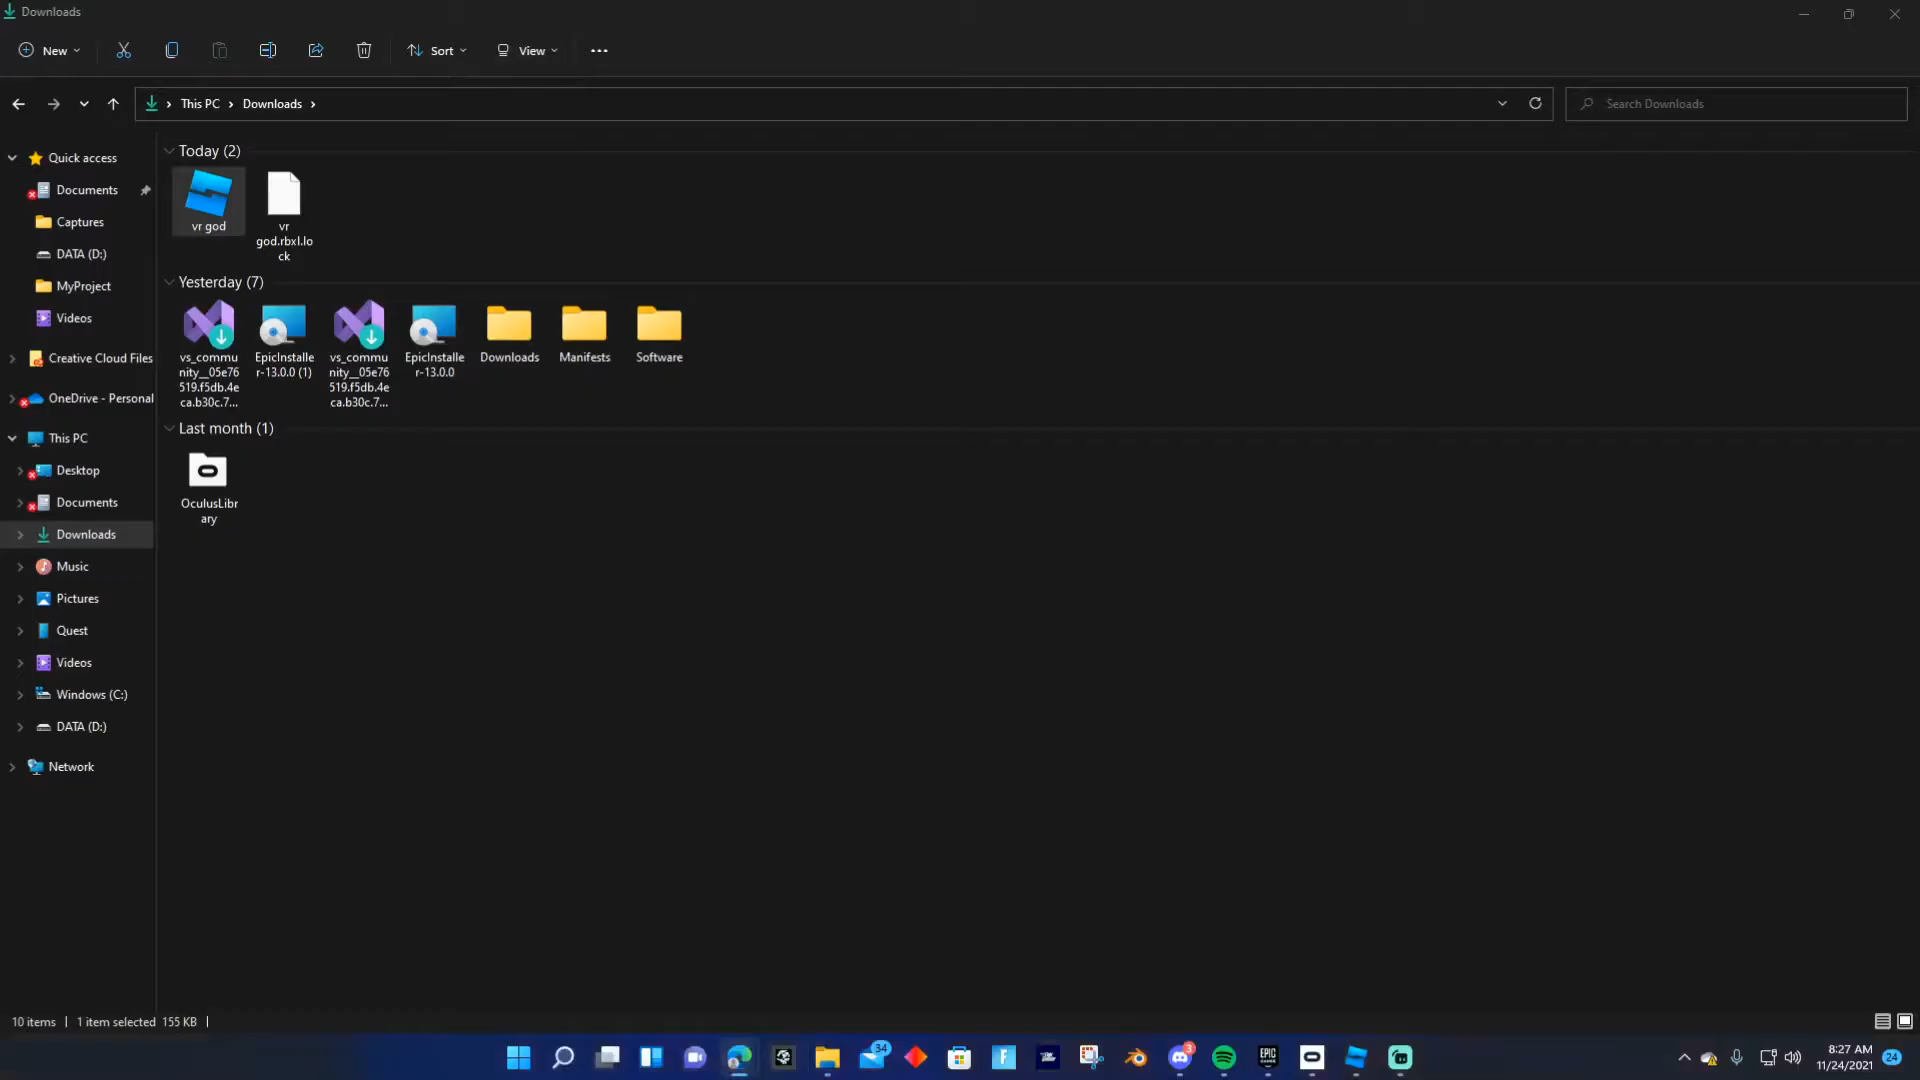 Downloads
New
Sort
View
This PC
Downloads
Search Downloads
Quick access
Documents
Captures
DATA (D:)
MyProject
Videos
Creative Cloud Files
OneDrive - Personal
This PC
Desktop
Documents
Downloads
Music
Pictures
Quest
Videos
Windows (C:)
DATA (D:)
Network
Today (2)
vr god
vr
god.rbxl.lo
ck
Yesterday (7)
vs_commu
nity__05e76
519.f5db.4e
ca.b30c.7...
EpicInstalle
r-13.0.0 (1)
vs_commu
nity__05e76
519.f5db.4e
ca.b30c.7...
EpicInstalle
r-13.0.0
Downloads
Manifests
Software
Last month (1)
OculusLibr
ary
10 items
1 item selected 155 KB
34
F
3
EPIC
8:27 AM
11/24/2021
24